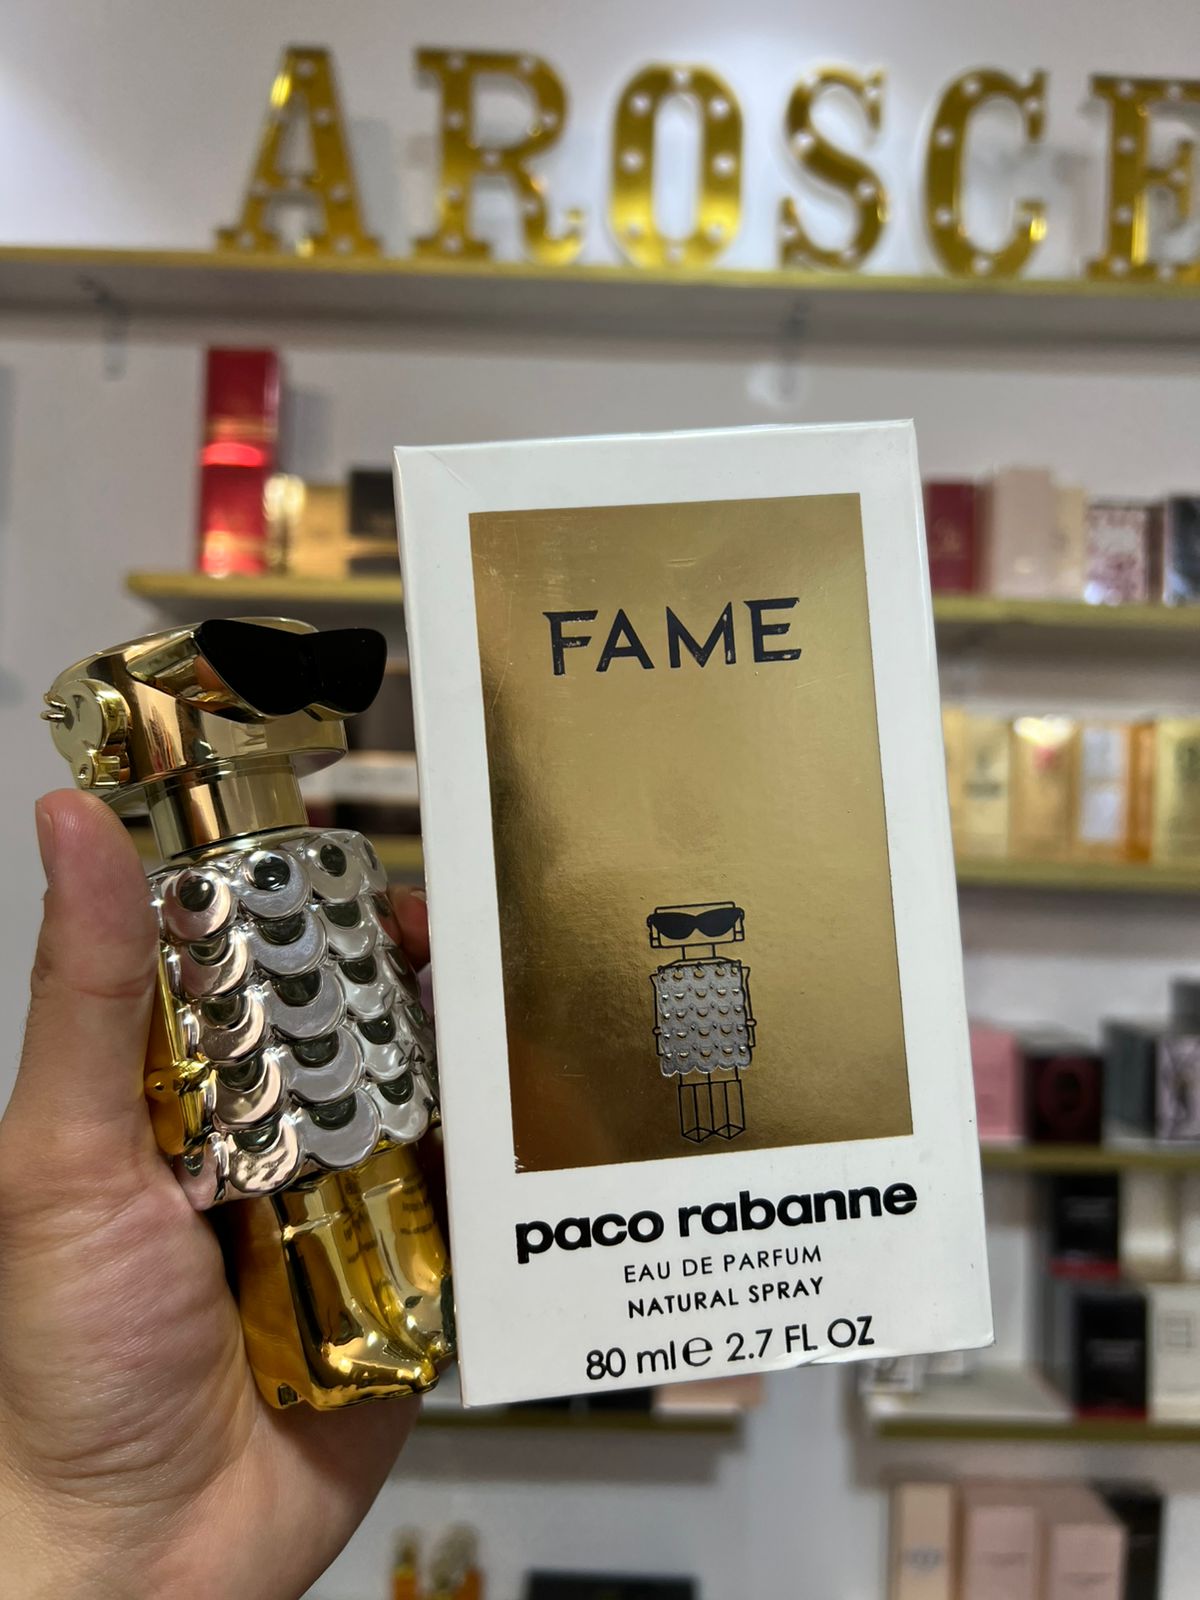 AROSCE
FAME
paco rabanne
EAU DE PARFUM
NATURAL SPRAY
80 ml e 2.7 FL OZ